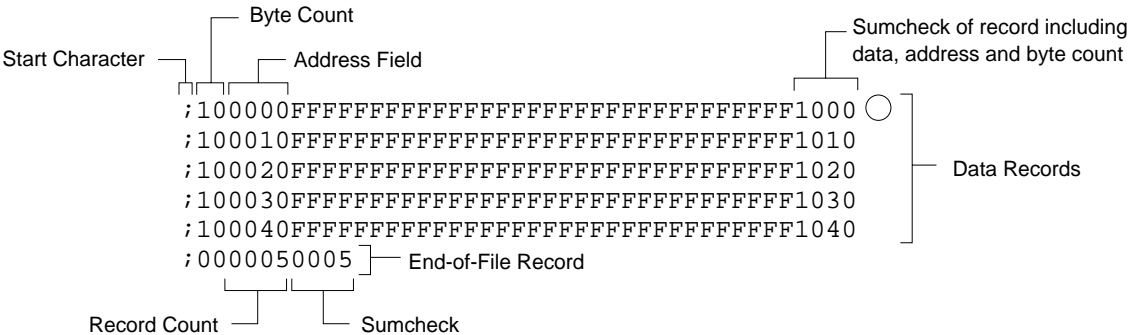 Byte Count
Sumcheck of record including
data, address and byte count
Start Character
Address Field
;100000FFFFFFFFFFFFFFFFFFFFFFFFFFFFFFFF1000
;100010FFFFFFFFFFFFFFFFFFFFFFFFFFFFFFFF1010
;100020FFFFFFFFFFFFFFFFFFFFFFFFFFFFFFFF1020
;100030FFFFFFFFFFFFFFFFFFFFFFFFFFFFFFFF1030
;100040FFFFFFFFFFFFFFFFFFFFFFFFFFFFFFFF1040
Data Records
;0000050005
End-of-File Record
Record Count
Sumcheck